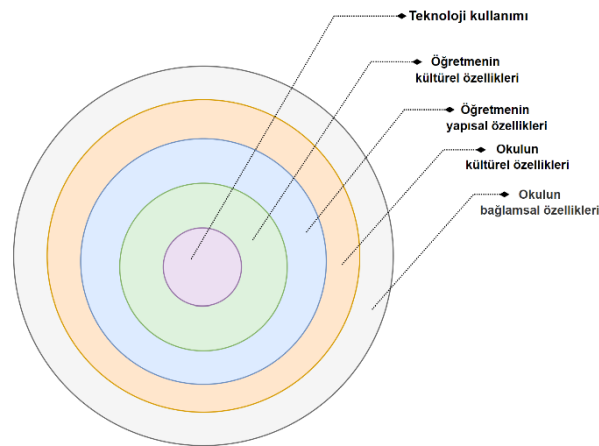 Teknoloji kullanımı
Öğretmenin
kültürel özellikleri
Öğretmenin
yapısal özellikleri
Okulun
kültürel özellikleri
Okulun
bağlamsal özellikleri